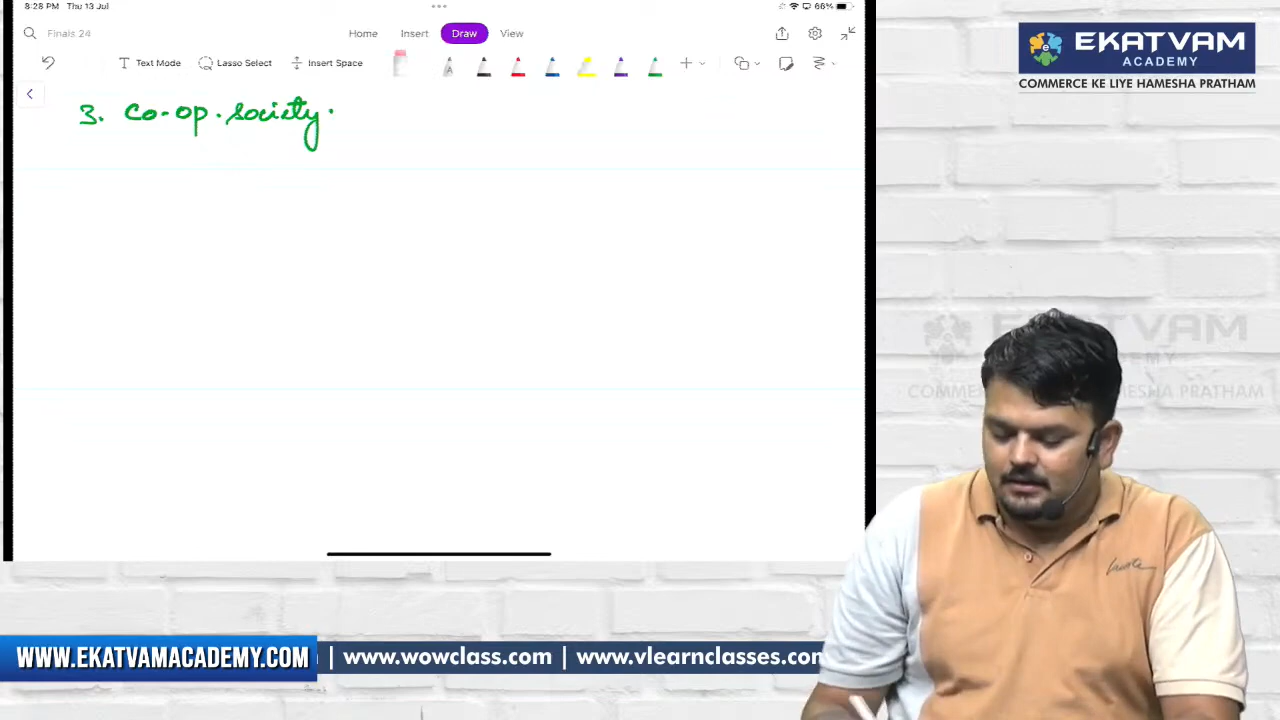 8:28 PM Thu 13 Jul
66%
Finals 24
Home Insert Draw View
Text Mode Lasso Select Insert Space
3. Co-op. society.
EKATVAM
ACADEMY
COMMERCE KE LIYE HAMESHA PRATHAM
WWW.EKATVAMACADEMY.COM | www.wowclass.com | www.vlearnclasses.com